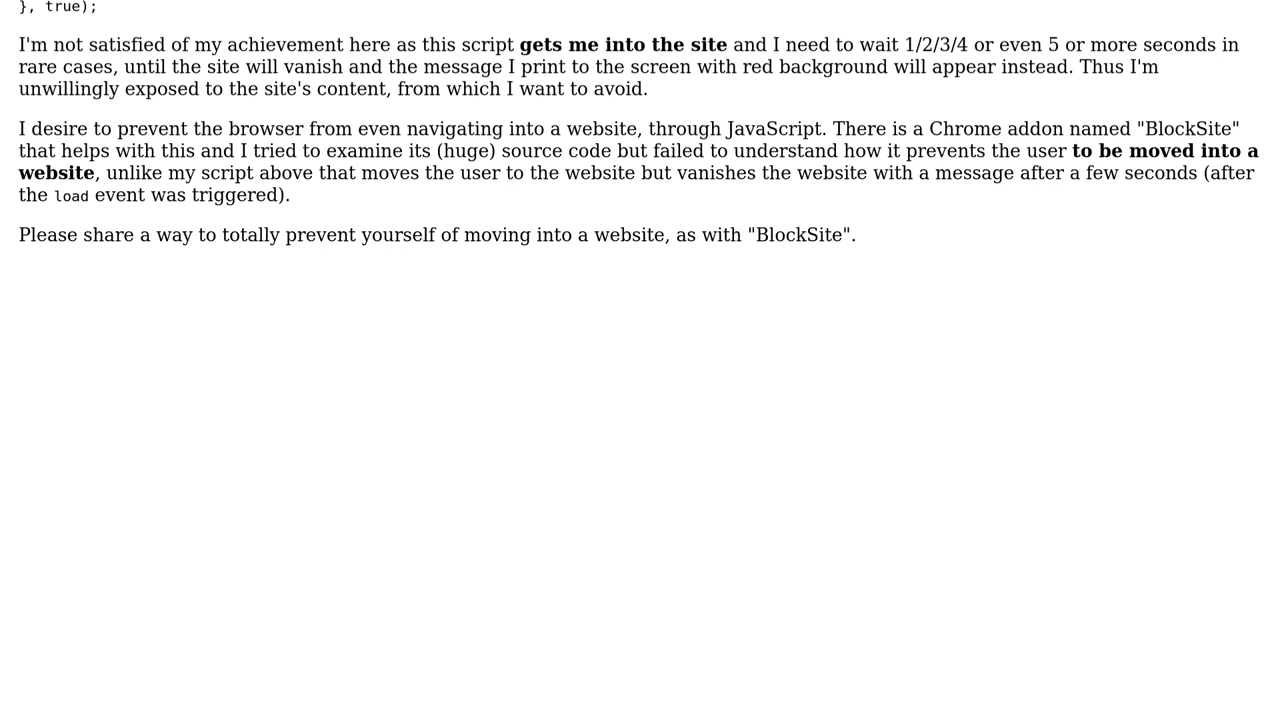 }, true);
I'm not satisfied of my achievement here as this script gets me into the site and I need to wait 1/2/3/4 or even 5 or more seconds in
rare cases, until the site will vanish and the message I print to the screen with red background will appear instead. Thus I'm
unwillingly exposed to the site's content, from which I want to avoid.
I desire to prevent the browser from even navigating into a website, through JavaScript. There is a Chrome addon named "BlockSite"
that helps with this and I tried to examine its (huge) source code but failed to understand how it prevents the user to be moved into a
website, unlike my script above that moves the user to the website but vanishes the website with a message after a few seconds (after
the load event was triggered).
Please share a way to totally prevent yourself of moving into a website, as with "BlockSite".